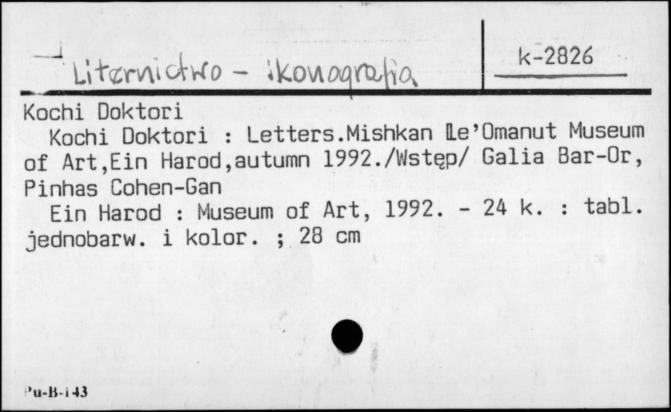 Liternictwo - ikonografia
k-2826
Kochi Doktori
Kochi Doktori : Letters.Mishkan Le'Omanut Museum
of Art,Ein Harod,autumn 1992./Wstęp/ Galia Bar-Or,
Pinhas Cohen-Gan
Ein Harod : Museum of Art, 1992. - 24 k. : tabl.
jednobarw. i kolor. ; 28 cm
Pu-B-143